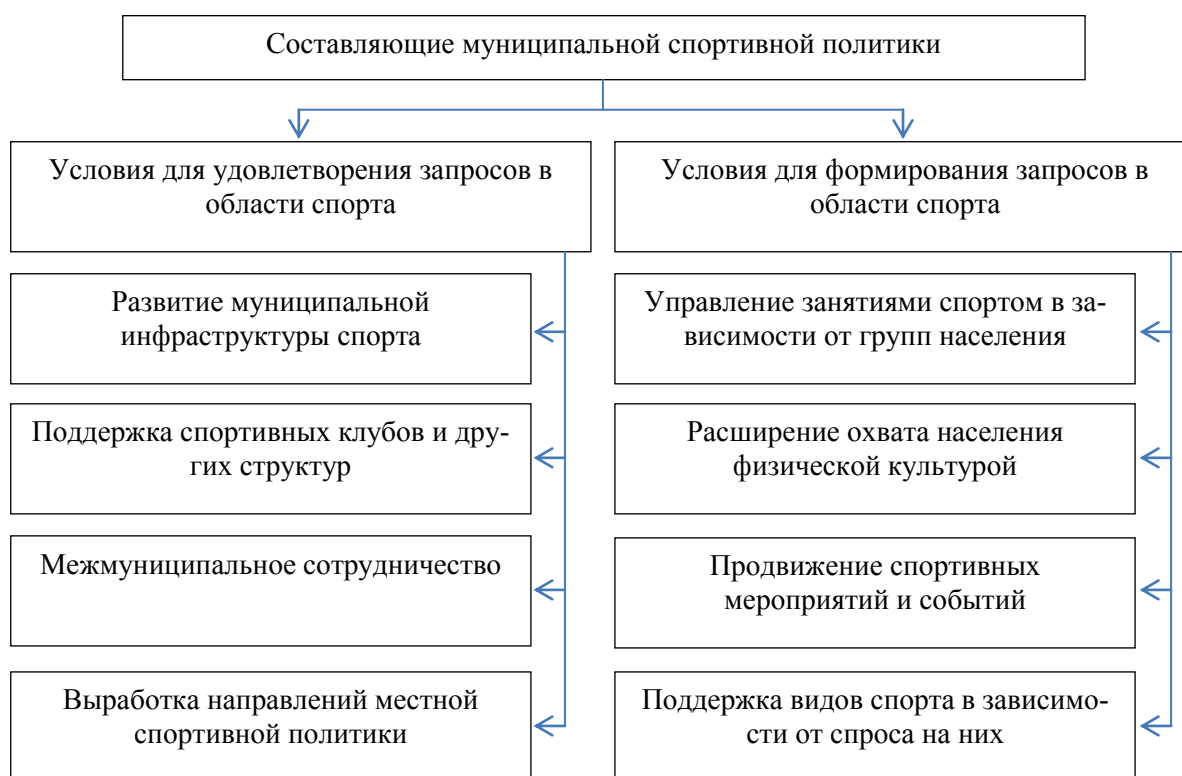 Составляющие муниципальной спортивной политики
Условия для удовлетворения запросов в
области спорта
Развитие муниципальной
инфраструктуры спорта
Поддержка спортивных клубов и дру-
гих структур
Межмуниципальное сотрудничество
Выработка направлений местной
спортивной политики
Условия для формирования запросов в
области спорта
Управление занятиями спортом в за-
висимости от групп населения
Расширение охвата населения
физической культурой
Продвижение спортивных
мероприятий и событий
Поддержка видов спорта в зависимо-
сти от спроса на них